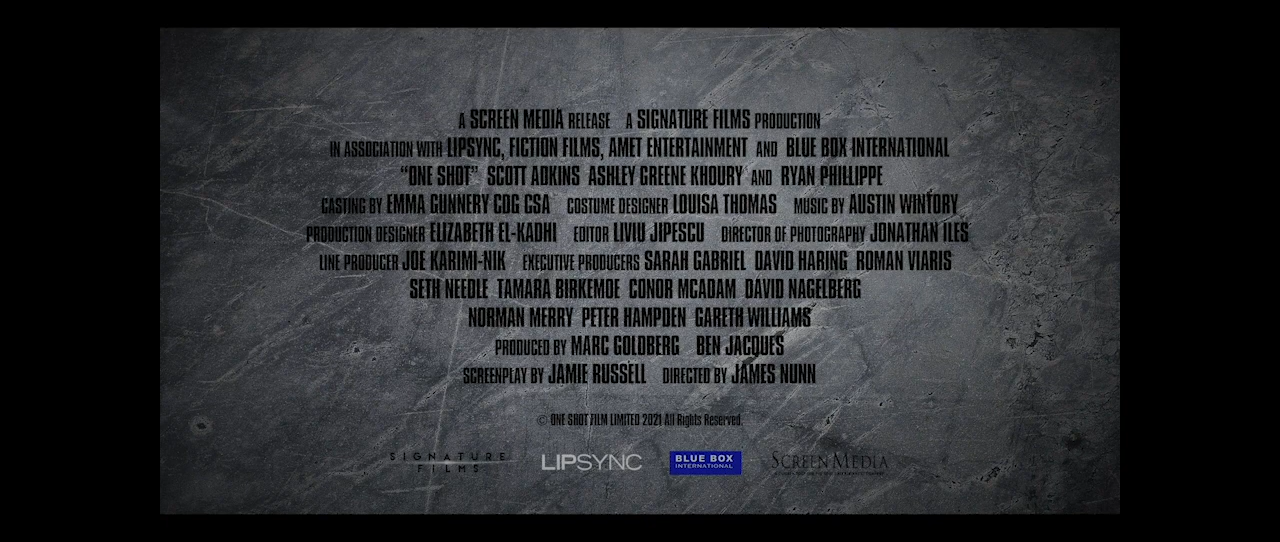 A SCREEN MEDIA RELEASE A SIGNATURE FILMS PRODUCTION
IN ASSOCIATION WITH LIPSYNC, FICTION FILMS, AMET ENTERTAINMENT AND BLUE BOX INTERNATIONAL
“ONE SHOT” SCOTT ADKINS ASHLEY GREENE KHOURY AND RYAN PHILLIPPE
CASTING BY EMMA GUNNERY CDG CSA COSTUME DESIGNER LOUISA THOMAS MUSIC BY AUSTIN WINTORY
PRODUCTION DESIGNER ELIZABETH EL-KADHI EDITOR LIVIU JIPESCU DIRECTOR OF PHOTOGRAPHY JONATHAN ILES
LINE PRODUCER JOE KARIMI-NIK EXECUTIVE PRODUCERS SARAH GABRIEL DAVID HARING ROMAN VIARIS
SETH NEEDLE TAMARA BIRKEMOE CONOR MCADAM DAVID NAGELBERG
NORMAN MERRY PETER HAMPDEN GARETH WILLIAMS
PRODUCED BY MARC GOLDBERG BEN JACQUES
SCREENPLAY BY JAMIE RUSSELL DIRECTED BY JAMES NUNN
© ONE SHOT FILM LIMITED 2021 All Rights Reserved.
SIGNATURE FILMS
LIPSYNC
BLUE BOX INTERNATIONAL
SCREEN MEDIA